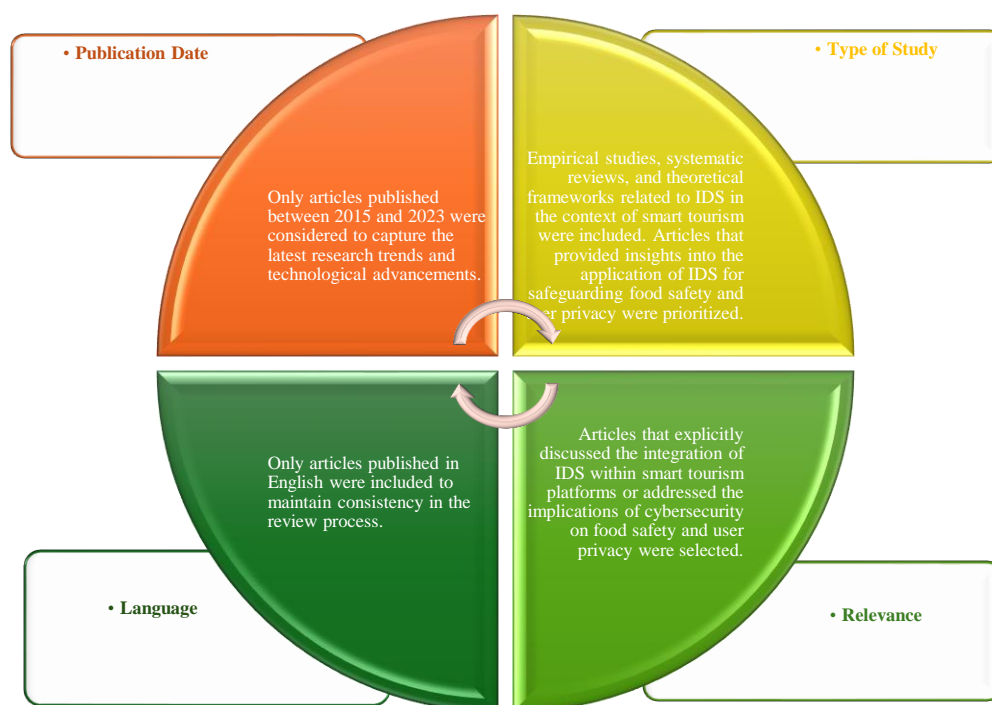 • Publication Date
Only articles published
between 2015 and 2023 were
considered to capture the
latest research trends and
technological advancements.
• Type of Study
Empirical studies, systematic
reviews, and theoretical
frameworks related to IDS in
the context of smart tourism
were included. Articles that
provided insights into the
application of IDS for
safeguarding food safety and
user privacy were prioritized.
• Language
Only articles published in
English were included to
maintain consistency in the
review process.
• Relevance
Articles that explicitly
discussed the integration of
IDS within smart tourism
platforms or addressed the
implications of cybersecurity
on food safety and user
privacy were selected.